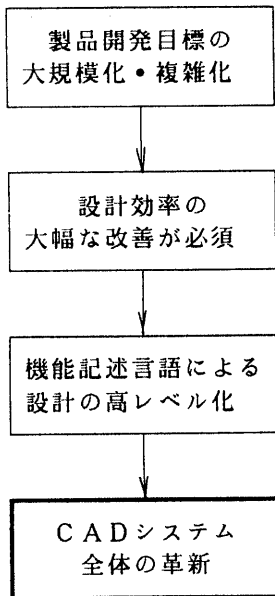 製品開発目標の
大規模化・複雑化
設計効率の
大幅な改善が必須
機能記述言語による
設計の高レベル化
ＣＡＤシステム
全体の革新